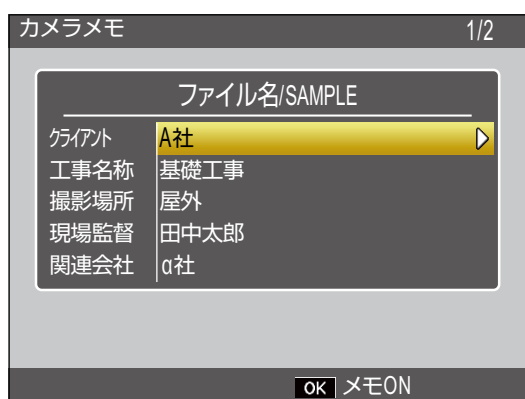 カメラメモ 1/2
ファイル名/SAMPLE
クライアント A社
工事名称 基礎工事
撮影場所 屋外
現場監督 田中太郎
関連会社 α社
OK メモON